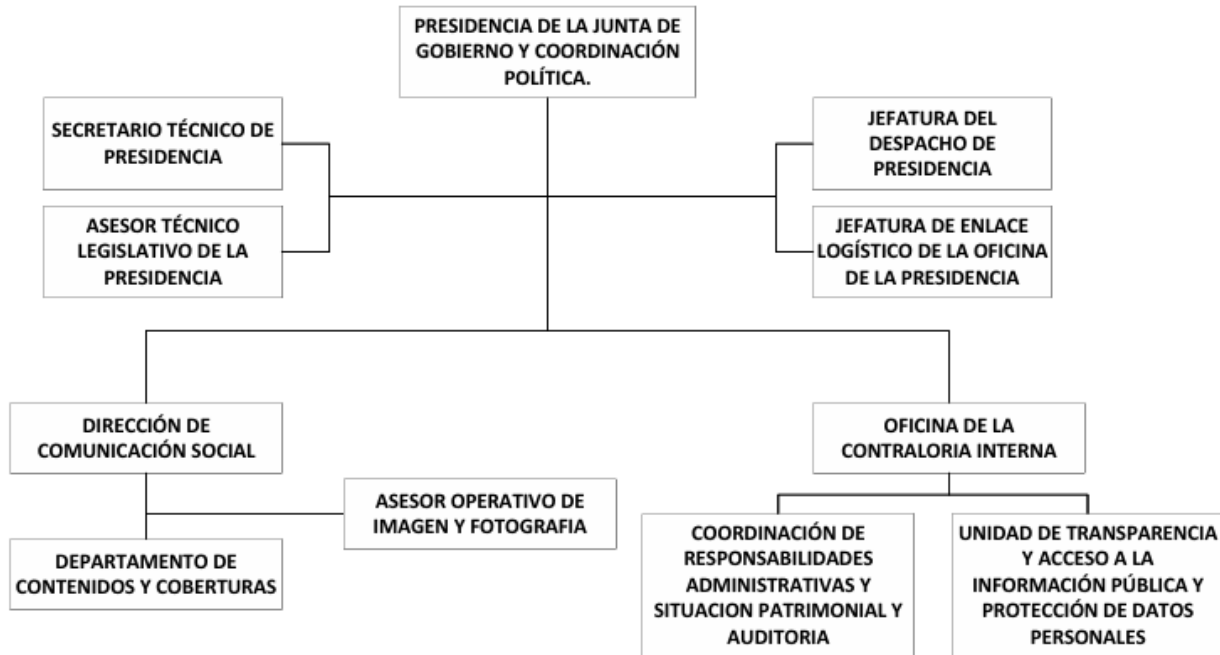 PRESIDENCIA DE LA JUNTA DE
GOBIERNO Y COORDINACIÓN
POLÍTICA.
SECRETARIO TÉCNICO DE
PRESIDENCIA
JEFATURA DEL
DESPACHO DE
PRESIDENCIA
ASESOR TÉCNICO
LEGISLATIVO DE LA
PRESIDENCIA
JEFATURA DE ENLACE
LOGÍSTICO DE LA OFICINA
DE LA PRESIDENCIA
DIRECCIÓN DE
COMUNICACIÓN SOCIAL
OFICINA DE LA
CONTRALORIA INTERNA
ASESOR OPERATIVO DE
IMAGEN Y FOTOGRAFIA
DEPARTAMENTO DE
CONTENIDOS Y COBERTURAS
COORDINACIÓN DE
RESPONSABILIDADES
ADMINISTRATIVAS Y
SITUACION PATRIMONIAL Y
AUDITORIA
UNIDAD DE TRANSPARENCIA
Y ACCESO A LA
INFORMACIÓN PÚBLICA Y
PROTECCIÓN DE DATOS
PERSONALES